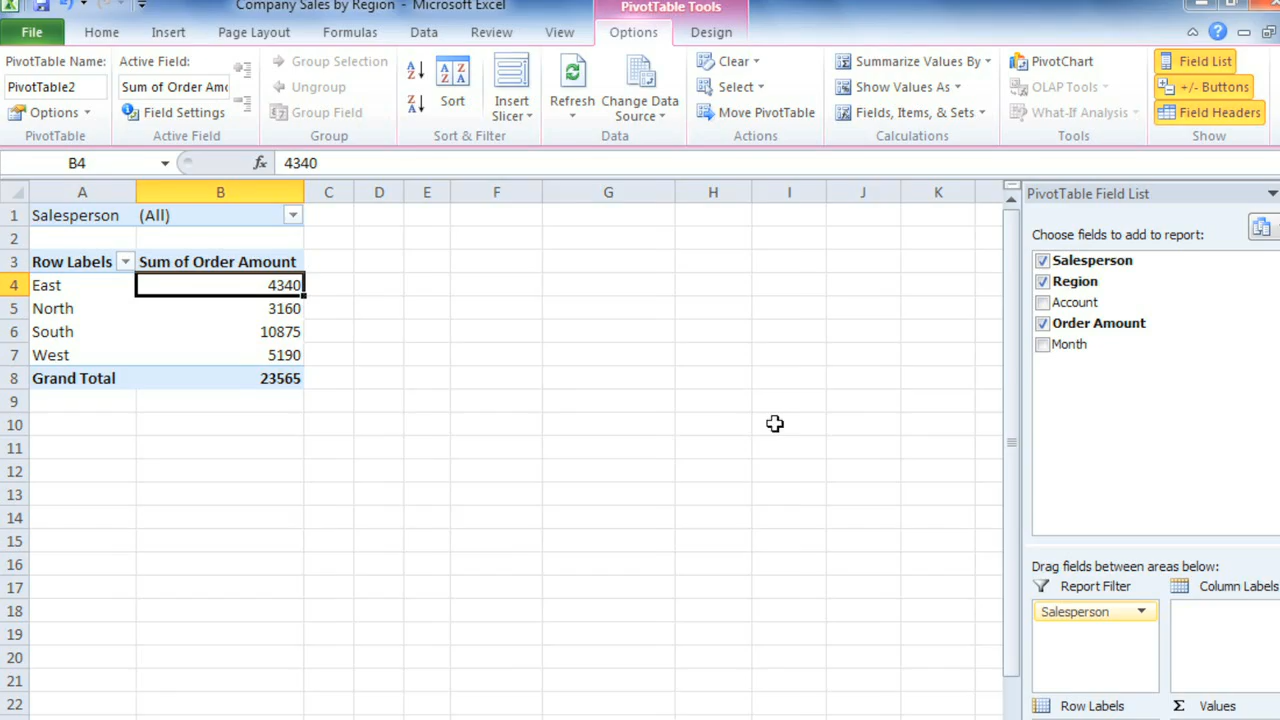 Company Sales by Region - Microsoft Excel
PivotTable Tools
File Home Insert Page Layout Formulas Data Review View Options Design
PivotTable Name:
PivotTable2
Options
PivotTable
Active Field:
Sum of Order Amo
Field Settings
Active Field
Group Selection
Ungroup
Group Field
Group
Sort
Insert
Slicer
Sort & Filter
Refresh
Change Data
Source
Data
Clear
Select
Move PivotTable
Actions
Summarize Values By
Show Values As
Fields, Items, & Sets
Calculations
PivotChart
OLAP Tools
What-If Analysis
Tools
Field List
+/- Buttons
Field Headers
Show
B4 fx 4340
A B C D E F G H I J K
1 Salesperson (All)
2
3 Row Labels Sum of Order Amount
4 East 4340
5 North 3160
6 South 10875
7 West 5190
8 Grand Total 23565
9
10
11
12
13
14
15
16
17
18
19
20
21
22
PivotTable Field List
Choose fields to add to report:
Salesperson
Region
Account
Order Amount
Month
Drag fields between areas below:
Report Filter Column Labels
Salesperson
Row Labels Σ Values